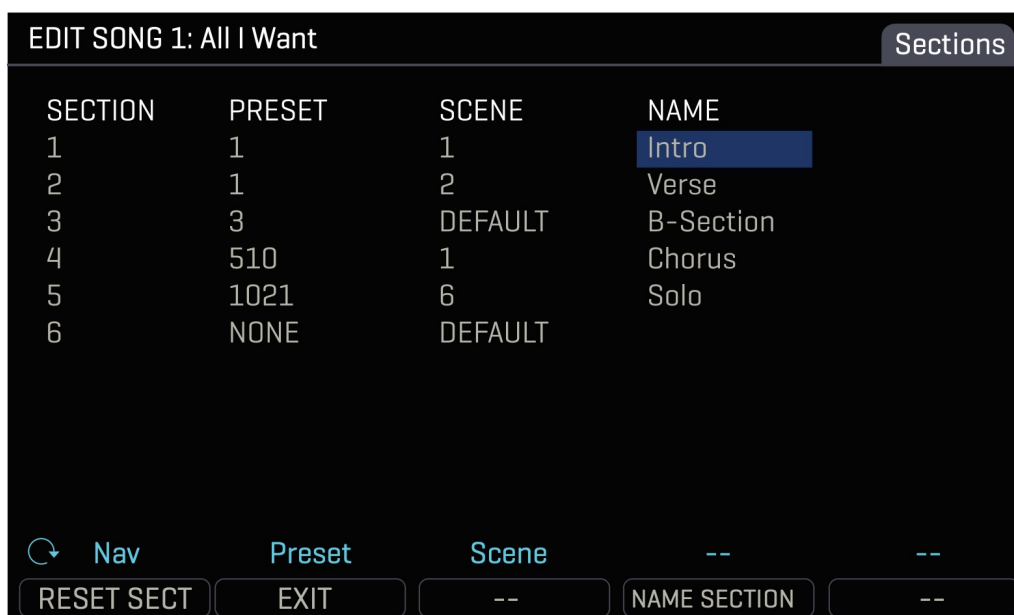 EDIT SONG 1: All I Want
Sections
SECTION PRESET SCENE NAME
1 1 1 Intro
2 1 2 Verse
3 3 DEFAULT B-Section
4 510 1 Chorus
5 1021 6 Solo
6 NONE DEFAULT
Nav Preset Scene -- --
RESET SECT EXIT -- NAME SECTION --